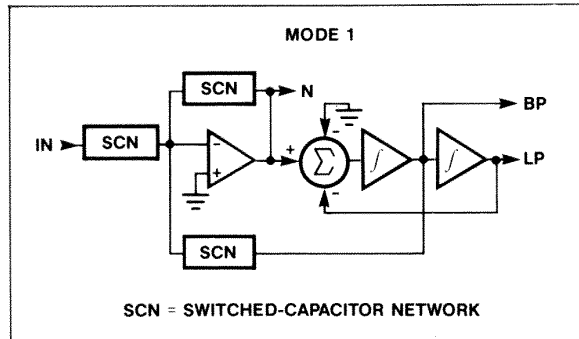 MODE 1
SCN
N
BP
IN
SCN
-
+
+
-
Σ
-
∫
∫
LP
SCN
SCN = SWITCHED-CAPACITOR NETWORK